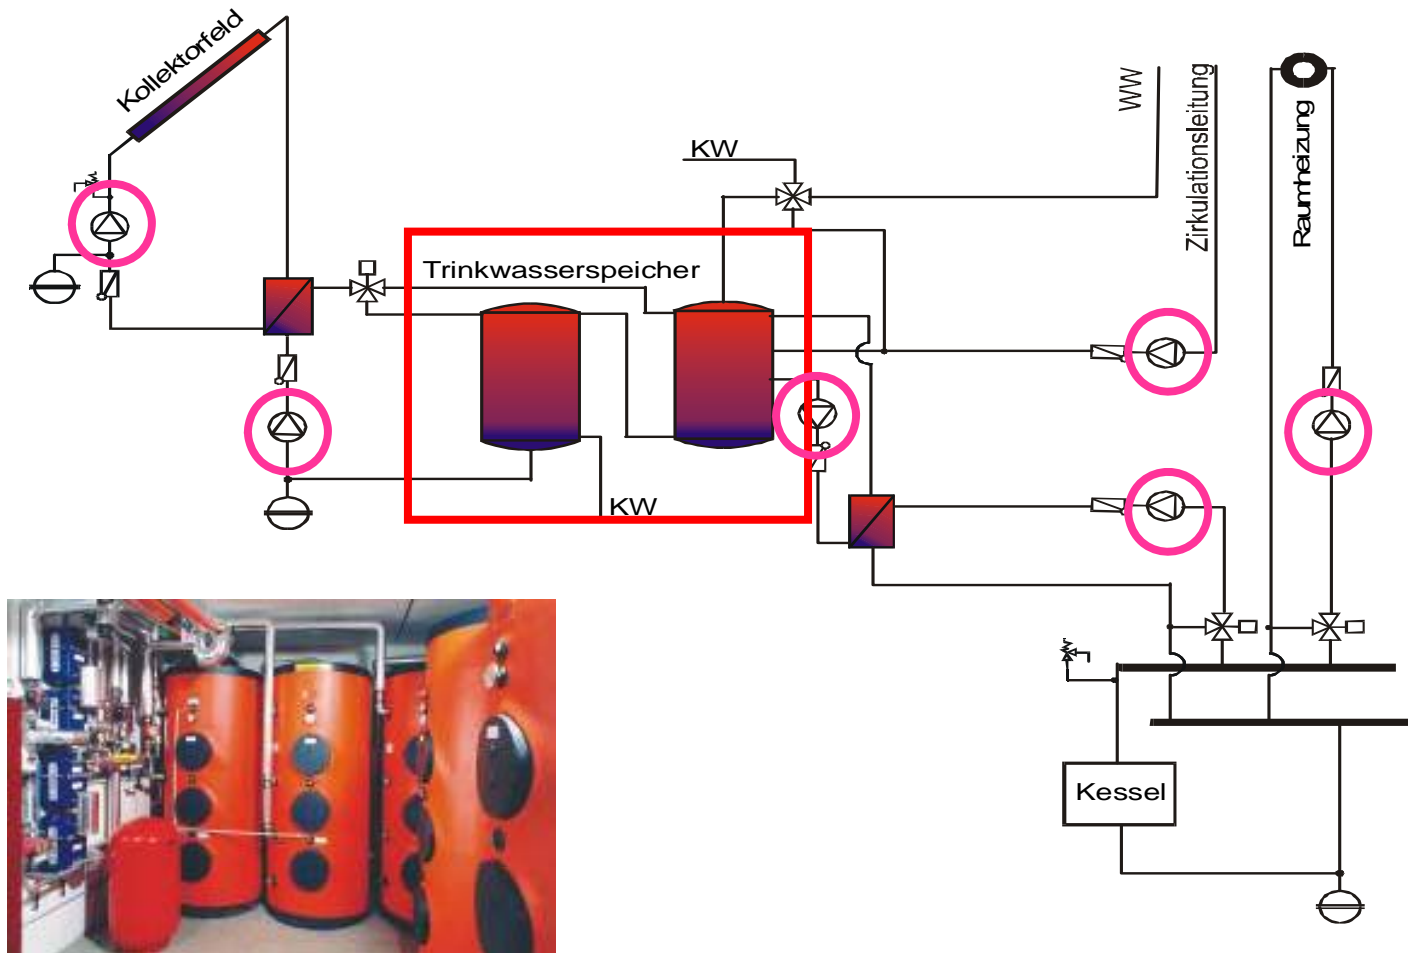 Kollektorfeld
WW
Zirkulationsleitung
Raumheizung
KW
Trinkwasserspeicher
KW
Kessel